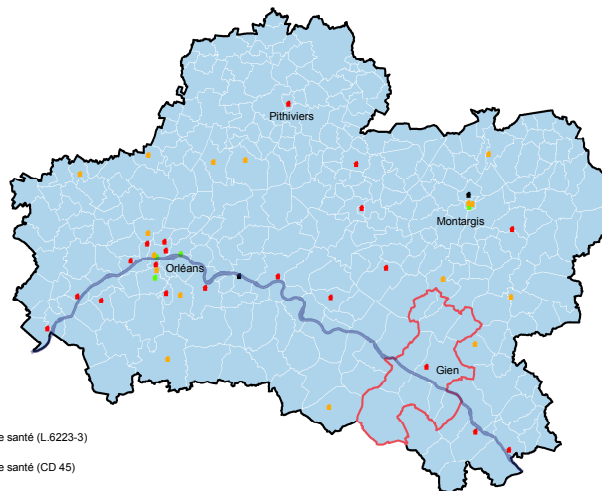 Pithiviers
Montargis
Orléans
Gien
e santé (L.6223-3)
e santé (CD 45)